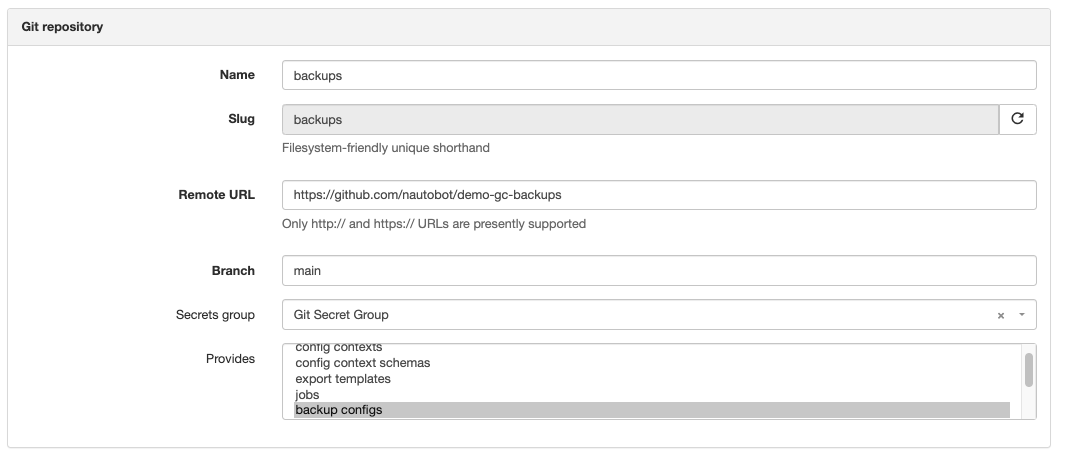 Git repository
Name backups
Slug backups
Filesystem-friendly unique shorthand
Remote URL https://github.com/nautobot/demo-gc-backups
Only http:// and https:// URLs are presently supported
Branch main
Secrets group Git Secret Group × 
Provides config contexts
config context schemas
export templates
jobs
backup configs